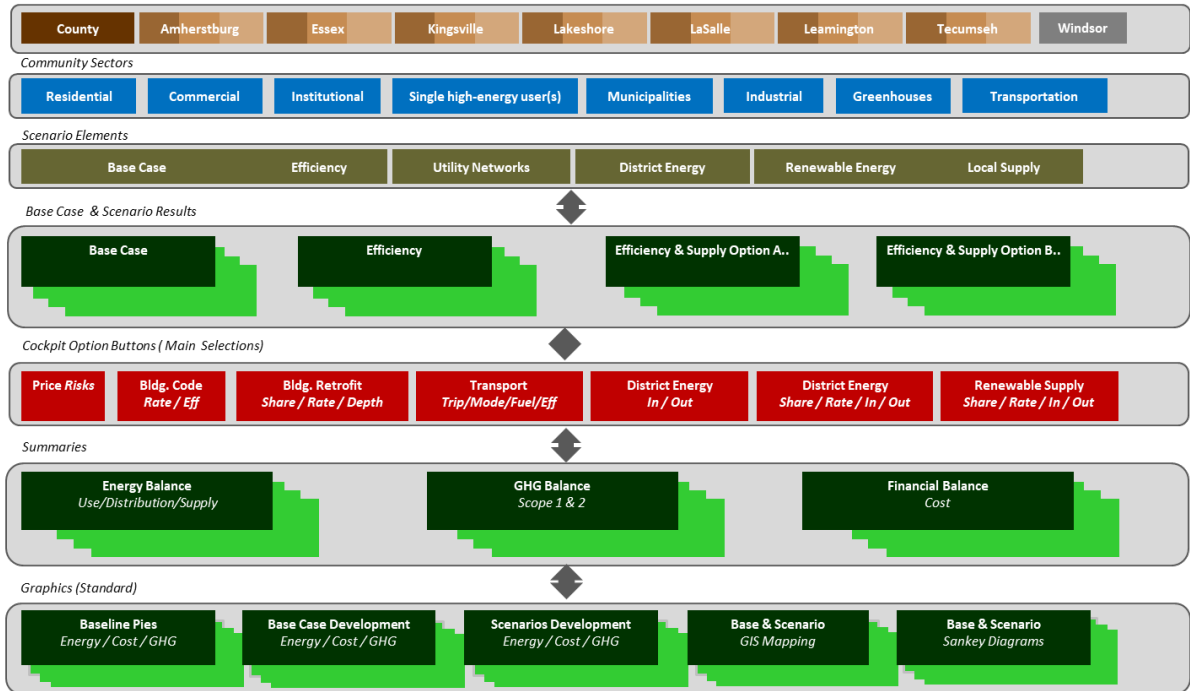 County Amherstburg Essex Kingsville Lakeshore LaSalle Leamington Tecumseh Windsor
Community Sectors
Residential Commercial Institutional Single high-energy user(s) Municipalities Industrial Greenhouses Transportation
Scenario Elements
Base Case Efficiency Utility Networks District Energy Renewable Energy Local Supply
Base Case & Scenario Results
Base Case Efficiency Efficiency & Supply Option A.. Efficiency & Supply Option B..
Cockpit Option Buttons ( Main Selections)
Price Risks Bldg. Code Bldg. Retrofit Transport District Energy District Energy Renewable Supply
Rate / Eff Share / Rate / Depth Trip/Mode/Fuel/Eff In / Out Share / Rate / In / Out Share / Rate / In / Out
Summaries
Energy Balance GHG Balance Financial Balance
Use/Distribution/Supply Scope 1 & 2 Cost
Graphics (Standard)
Baseline Pies Base Case Development Scenarios Development Base & Scenario Base & Scenario
Energy / Cost / GHG Energy / Cost / GHG Energy / Cost / GHG GIS Mapping Sankey Diagrams